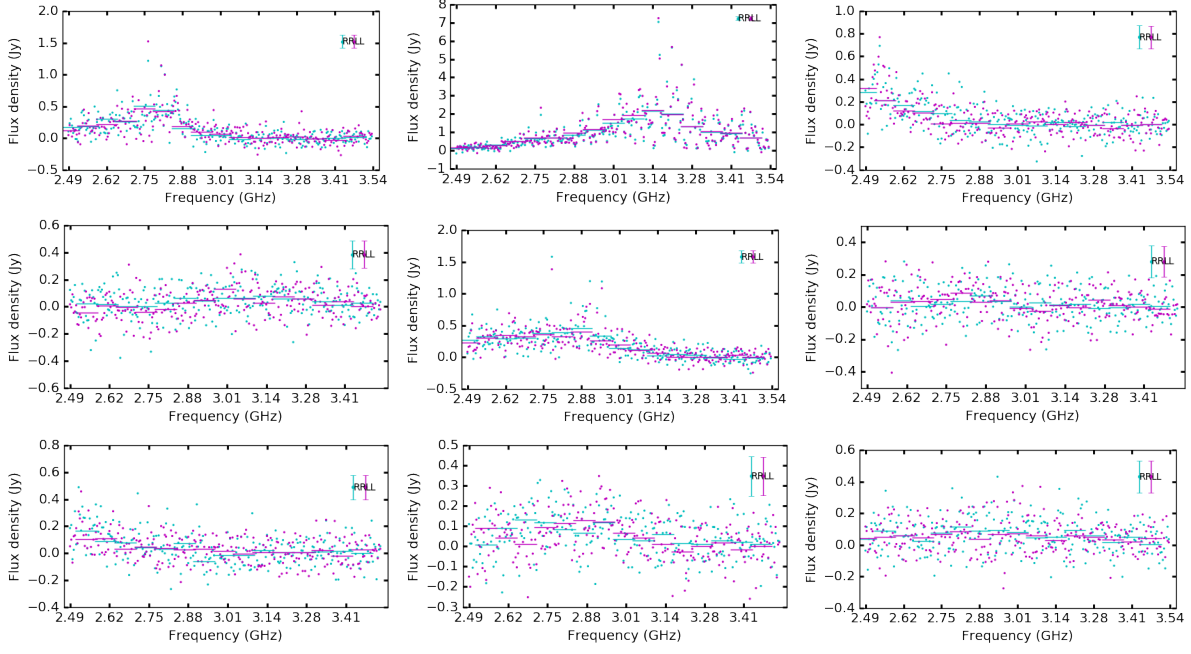 2.0
1.5
1.0
0.5
0.0
−0.5
Flux density (Jy)
RRLL
2.49 2.62 2.75 2.88 3.01 3.14 3.28 3.41 3.54
Frequency (GHz)
8
7
6
5
4
3
2
1
0
−1
Flux density (Jy)
RRLL
2.49 2.62 2.75 2.88 3.01 3.14 3.28 3.41 3.54
Frequency (GHz)
1.0
0.8
0.6
0.4
0.2
0.0
−0.2
−0.4
Flux density (Jy)
RRLL
2.49 2.62 2.75 2.88 3.01 3.14 3.28 3.41 3.54
Frequency (GHz)
0.6
0.4
0.2
0.0
−0.2
−0.4
−0.6
Flux density (Jy)
RRLL
2.49 2.62 2.75 2.88 3.01 3.14 3.28 3.41
Frequency (GHz)
2.0
1.5
1.0
0.5
0.0
−0.5
Flux density (Jy)
RRLL
2.49 2.62 2.75 2.88 3.01 3.14 3.28 3.41 3.54
Frequency (GHz)
0.4
0.2
0.0
−0.2
−0.4
Flux density (Jy)
RRLL
2.49 2.62 2.75 2.88 3.01 3.14 3.28 3.41
Frequency (GHz)
0.8
0.6
0.4
0.2
0.0
−0.2
−0.4
Flux density (Jy)
RRLL
2.49 2.62 2.75 2.88 3.01 3.14 3.28 3.41
Frequency (GHz)
0.5
0.4
0.3
0.2
0.1
0.0
−0.1
−0.2
−0.3
Flux density (Jy)
RRLL
2.49 2.62 2.75 2.88 3.01 3.14 3.28 3.41
Frequency (GHz)
0.6
0.4
0.2
0.0
−0.2
−0.4
Flux density (Jy)
RRLL
2.49 2.62 2.75 2.88 3.01 3.14 3.28 3.41 3.54
Frequency (GHz)